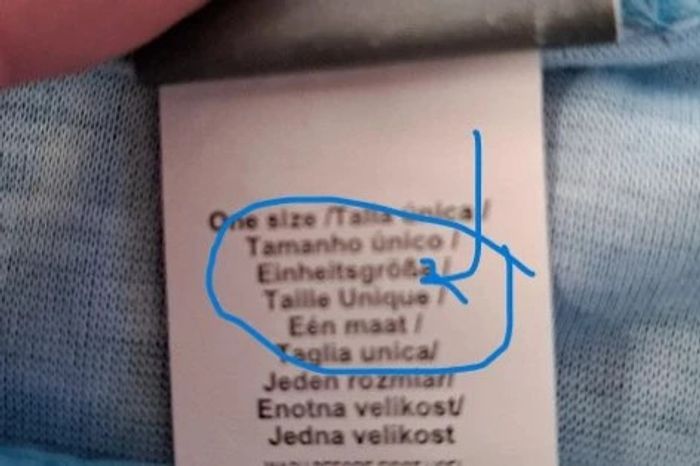 One size /Talla única/
Tamanho único /
Einheitsgröße /
Taille Unique /
Eén maat /
Taglia unica/
Jeden rozmiar/
Enotna velikost/
Jedna velikost